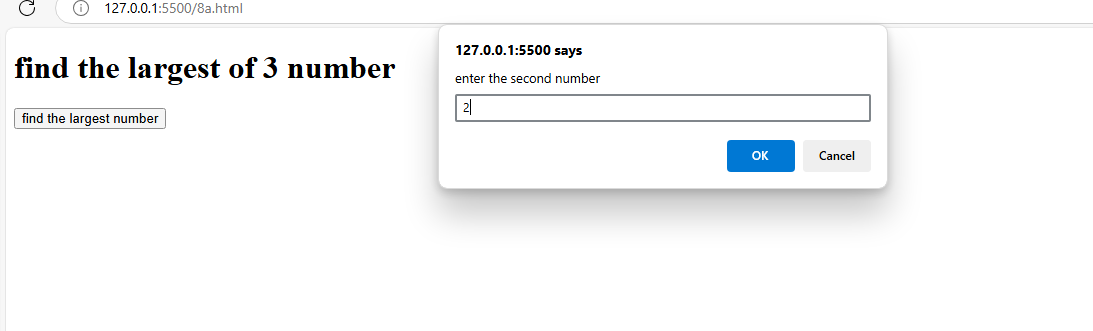 127.0.0.1:5500/8a.html
find the largest of 3 number
find the largest number
127.0.0.1:5500 says
enter the second number
2
OK Cancel